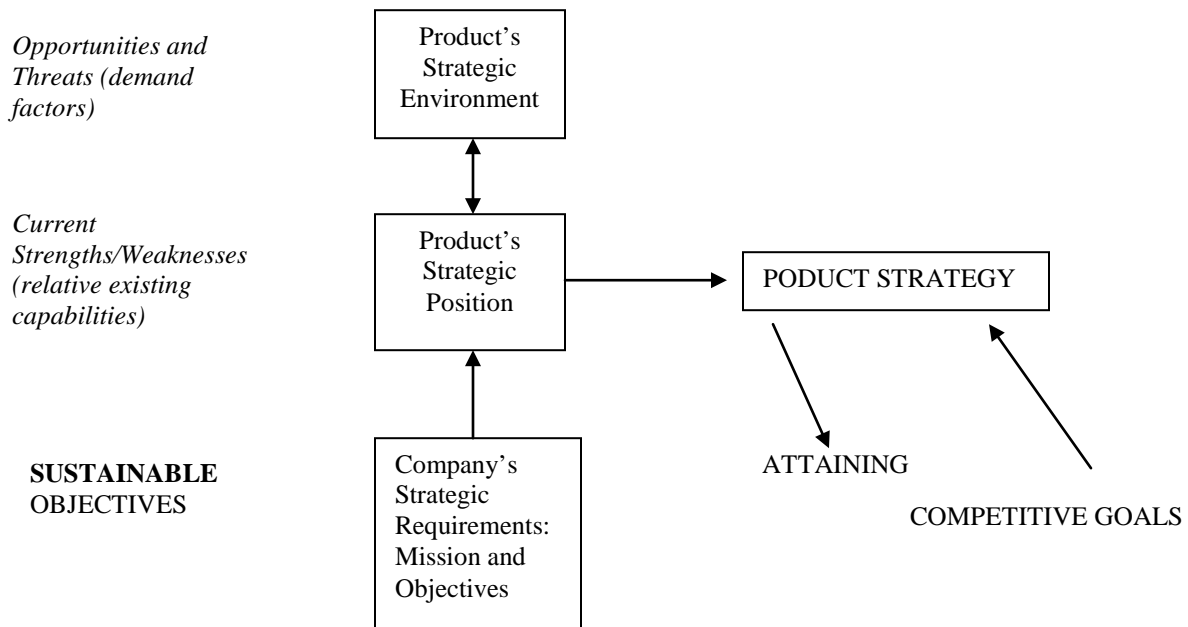 Opportunities and
Threats (demand
factors)
Product’s
Strategic
Environment
Current
Strengths/Weaknesses
(relative existing
capabilities)
Product’s
Strategic
Position
PODUCT STRATEGY
SUSTAINABLE
OBJECTIVES
Company’s
Strategic
Requirements:
Mission and
Objectives
ATTAINING
COMPETITIVE GOALS